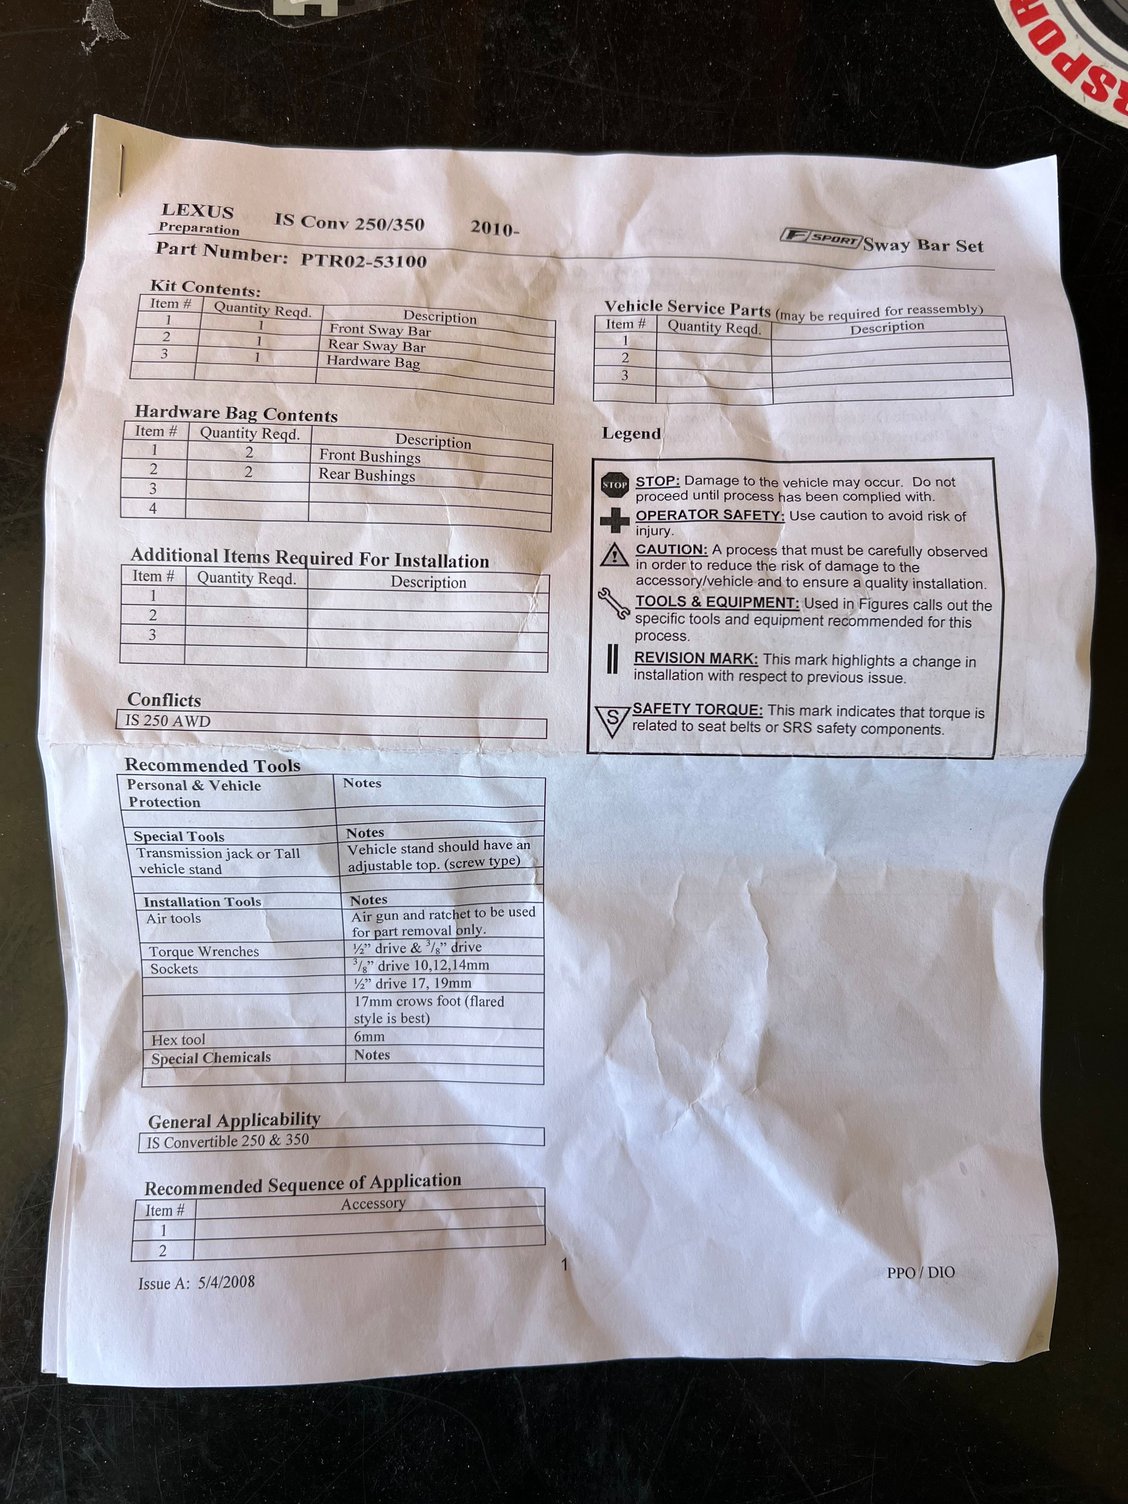 RSPOR
LEXUS IS Conv 250/350 2010-
Preparation
F SPORT Sway Bar Set
Part Number: PTR02-53100
Kit Contents:
Item # Quantity Reqd. Description
1 1 Front Sway Bar
2 1 Rear Sway Bar
3 1 Hardware Bag
Hardware Bag Contents
Item # Quantity Reqd. Description
1 2 Front Bushings
2 2 Rear Bushings
3
4
Additional Items Required For Installation
Item # Quantity Reqd. Description
1
2
3
Conflicts
IS 250 AWD
Recommended Tools
Personal & Vehicle Protection Notes
Special Tools Notes
Transmission jack or Tall vehicle stand Vehicle stand should have an adjustable top. (screw type)
Installation Tools Notes
Air tools Air gun and ratchet to be used for part removal only.
Torque Wrenches ½” drive & 3/8” drive
Sockets 3/8” drive 10,12,14mm
½” drive 17, 19mm
17mm crows foot (flared style is best)
Hex tool 6mm
Special Chemicals Notes
General Applicability
IS Convertible 250 & 350
Recommended Sequence of Application
Item # Accessory
1
2
Vehicle Service Parts (may be required for reassembly)
Item # Quantity Reqd. Description
1
2
3
Legend
STOP STOP: Damage to the vehicle may occur. Do not
proceed until process has been complied with.
OPERATOR SAFETY: Use caution to avoid risk of
injury.
CAUTION: A process that must be carefully observed
in order to reduce the risk of damage to the
accessory/vehicle and to ensure a quality installation.
TOOLS & EQUIPMENT: Used in Figures calls out the
specific tools and equipment recommended for this
process.
REVISION MARK: This mark highlights a change in
installation with respect to previous issue.
S SAFETY TORQUE: This mark indicates that torque is
related to seat belts or SRS safety components.
Issue A: 5/4/2008
1
PPO / DIO